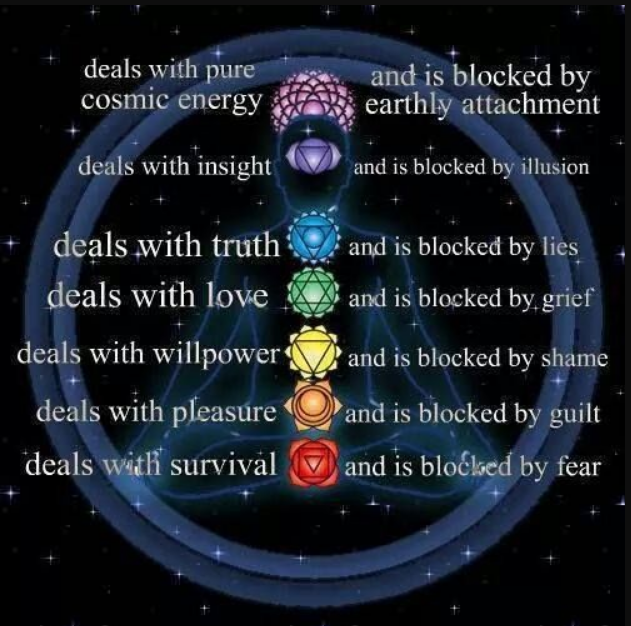 deals with pure
cosmic energy
and is blocked by
earthly attachment
deals with insight and is blocked by illusion
deals with truth and is blocked by lies
deals with love and is blocked by grief
deals with willpower and is blocked by shame
deals with pleasure and is blocked by guilt
deals with survival and is blocked by fear